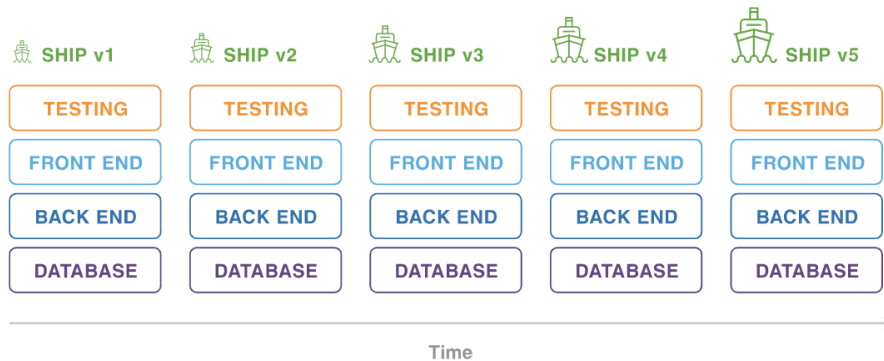 SHIP v1 SHIP v2 SHIP v3 SHIP v4 SHIP v5
TESTING TESTING TESTING TESTING TESTING
FRONT END FRONT END FRONT END FRONT END FRONT END
BACK END BACK END BACK END BACK END BACK END
DATABASE DATABASE DATABASE DATABASE DATABASE
Time